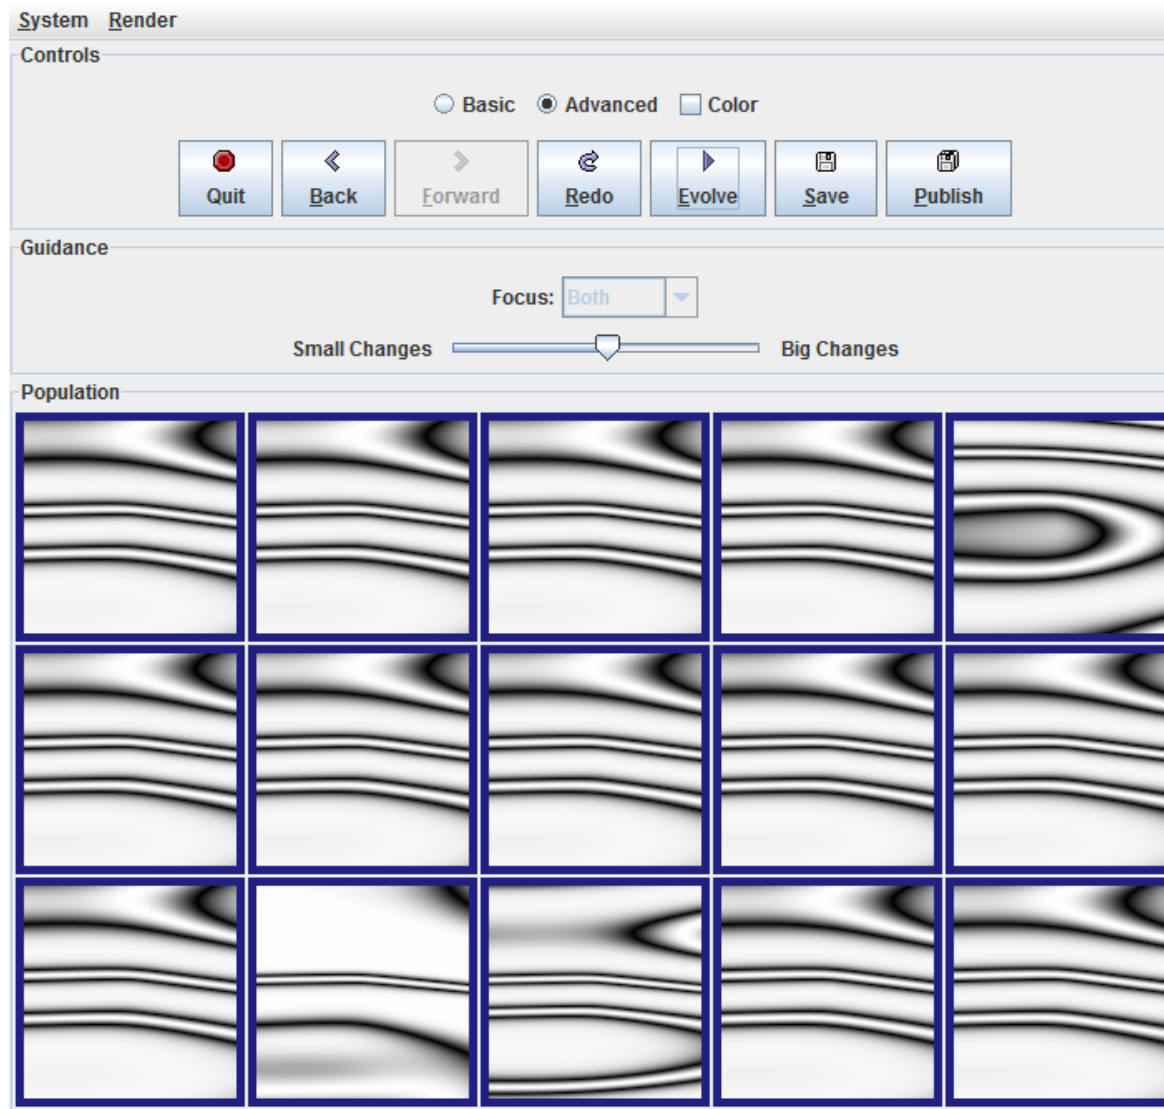 System Render
Controls
Basic Advanced Color
Quit Back Forward Redo Evolve Save Publish
Guidance
Focus: Both
Small Changes Big Changes
Population